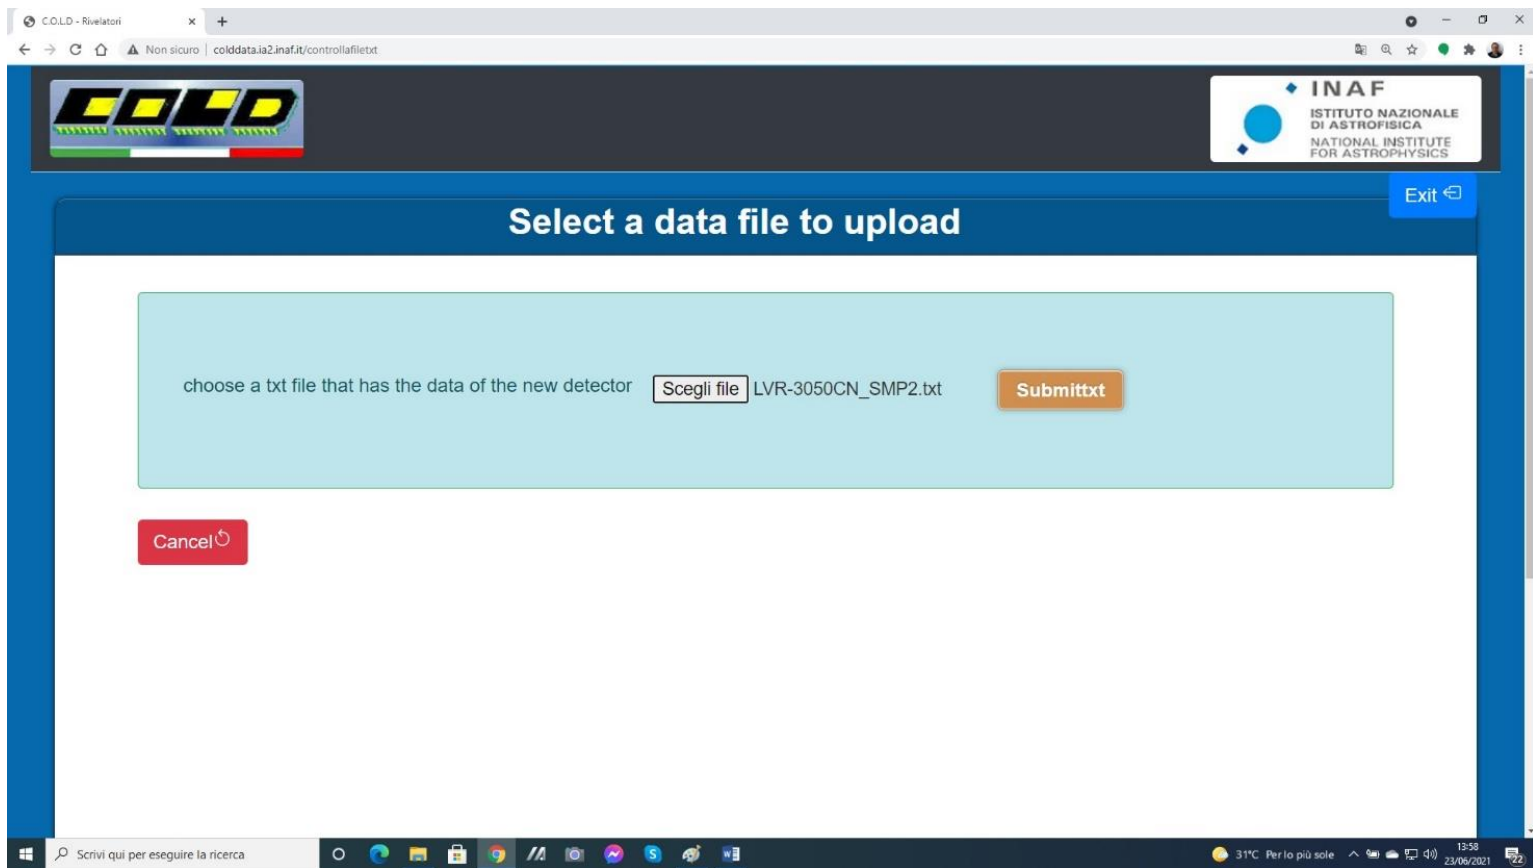 C.O.L.D - Rivelatori
Non sicuro | colddata.ia2.inaf.it/controllafiletxt
COLD
INAF
ISTITUTO NAZIONALE
DI ASTROFISICA
NATIONAL INSTITUTE
FOR ASTROPHYSICS
Exit
Select a data file to upload
choose a txt file that has the data of the new detector Scegli file LVR-3050CN_SMP2.txt Submittxt
Cancel
Scrivi qui per eseguire la ricerca
31°C Per lo più sole
13:58
23/06/2021
22